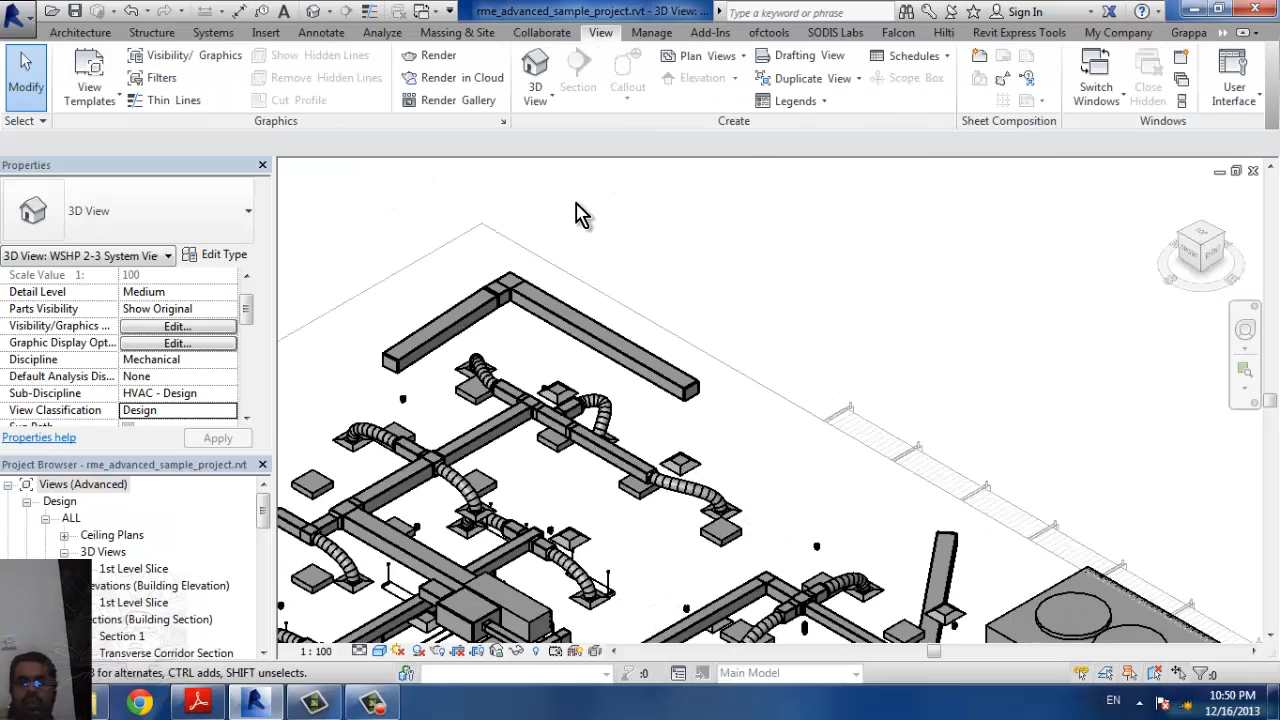 rme_advanced_sample_project.rvt - 3D View: ...
Type a keyword or phrase
Sign In
Architecture Structure Systems Insert Annotate Analyze Massing & Site Collaborate View Manage Add-Ins ofctools SODIS Labs Falcon Hilti Revit Express Tools My Company Grappa
Modify
View Templates
Visibility/ Graphics
Filters
Thin Lines
Show Hidden Lines
Remove Hidden Lines
Cut Profile
Render
Render in Cloud
Render Gallery
3D View
Section
Callout
Plan Views
Elevation
Drafting View
Duplicate View
Legends
Schedules
Scope Box
Switch Windows
Close Hidden
User Interface
Select
Graphics
Create
Sheet Composition
Windows
Properties
3D View
3D View: WSHP 2-3 System Vie
Edit Type
Scale Value 1: 100
Detail Level Medium
Parts Visibility Show Original
Visibility/Graphics ... Edit...
Graphic Display Opt... Edit...
Discipline Mechanical
Default Analysis Dis... None
Sub-Discipline HVAC - Design
View Classification Design
Properties help
Apply
Project Browser - rme_advanced_sample_project.rvt
Views (Advanced)
Design
ALL
Ceiling Plans
3D Views
1st Level Slice
evations (Building Elevation)
1st Level Slice
ctions (Building Section)
Section 1
Transverse Corridor Section
TOP
FRONT
RIGHT
1 : 100
B for alternates, CTRL adds, SHIFT unselects.
:0
Main Model
:0
EN
10:50 PM
12/16/2013